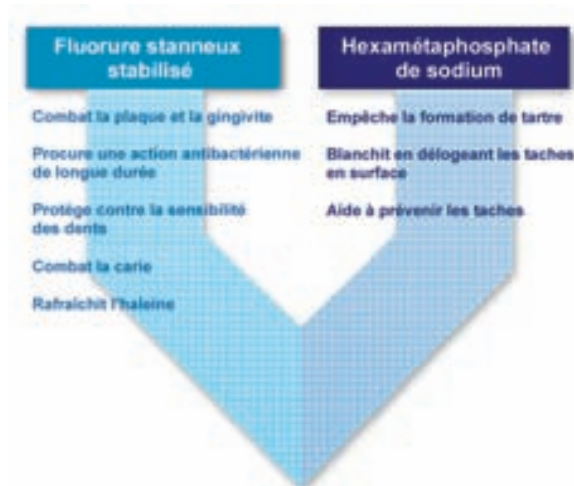 Fluorure stanneux
stabilisé
Combat la plaque et la gingivite
Procure une action antibactérienne
de longue durée
Protége contre la sensibilité
des dents
Combat la carie
Rafraîchit l'haleine
Hexamétaphosphate
de sodium
Empêche la formation de tartre
Blanchit en délogeant les taches
en surface
Aide à prévenir les taches